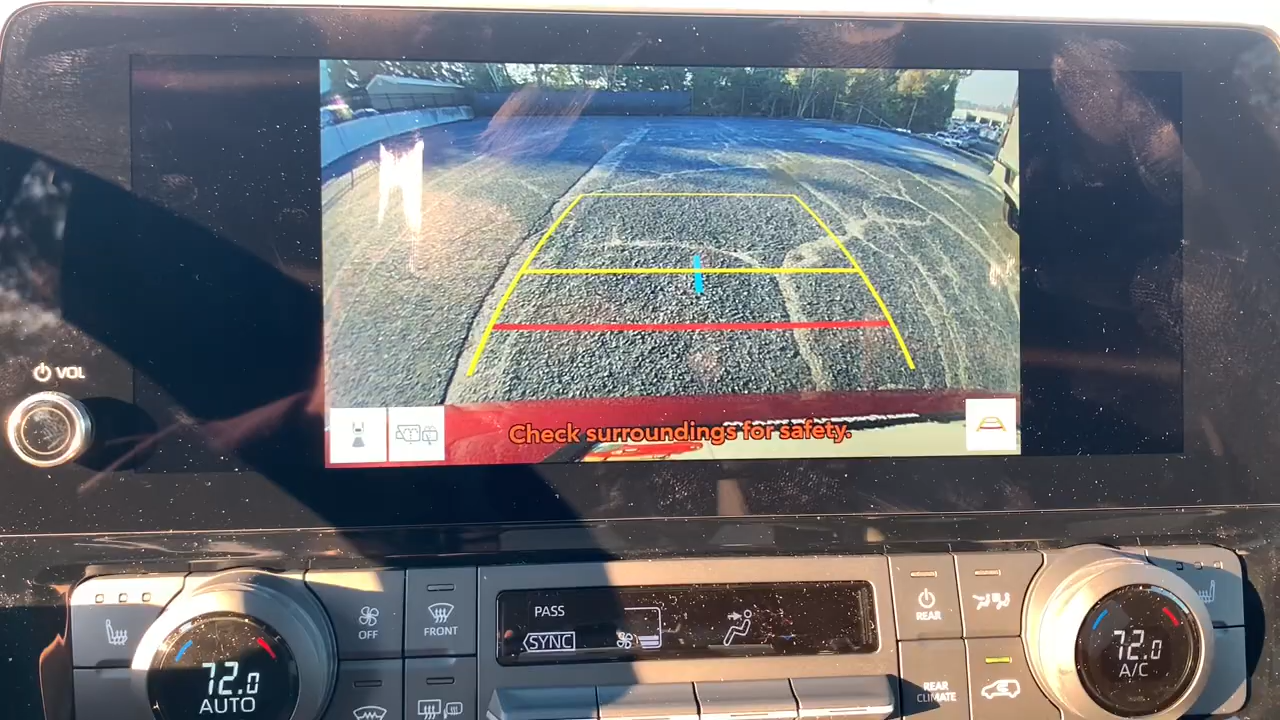 VOL
Check surroundings for safety.
OFF
FRONT
PASS
SYNC
REAR
72.0
AUTO
REAR
CLIMATE
72.0
A/C